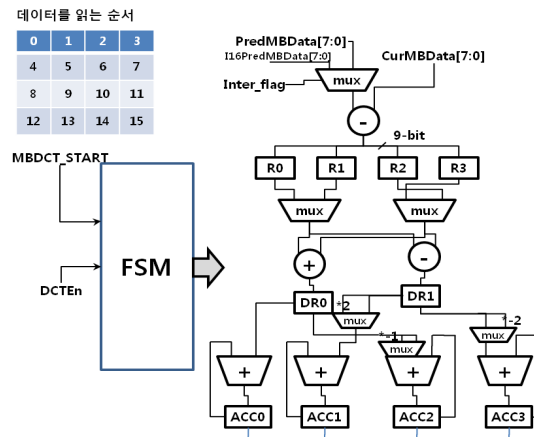 데이터를 읽는 순서
0 1 2 3
4 5 6 7
8 9 10 11
12 13 14 15
PredMBData[7:0]
I16PredMBData[7:0]
CurMBData[7:0]
Inter_flag
mux
-
9-bit
MBDCT_START
R0 R1 R2 R3
mux mux
FSM
+ -
DCTEn
DR0 *2 DR1
mux *-2
*-1 mux
mux
+ + + +
ACC0 ACC1 ACC2 ACC3